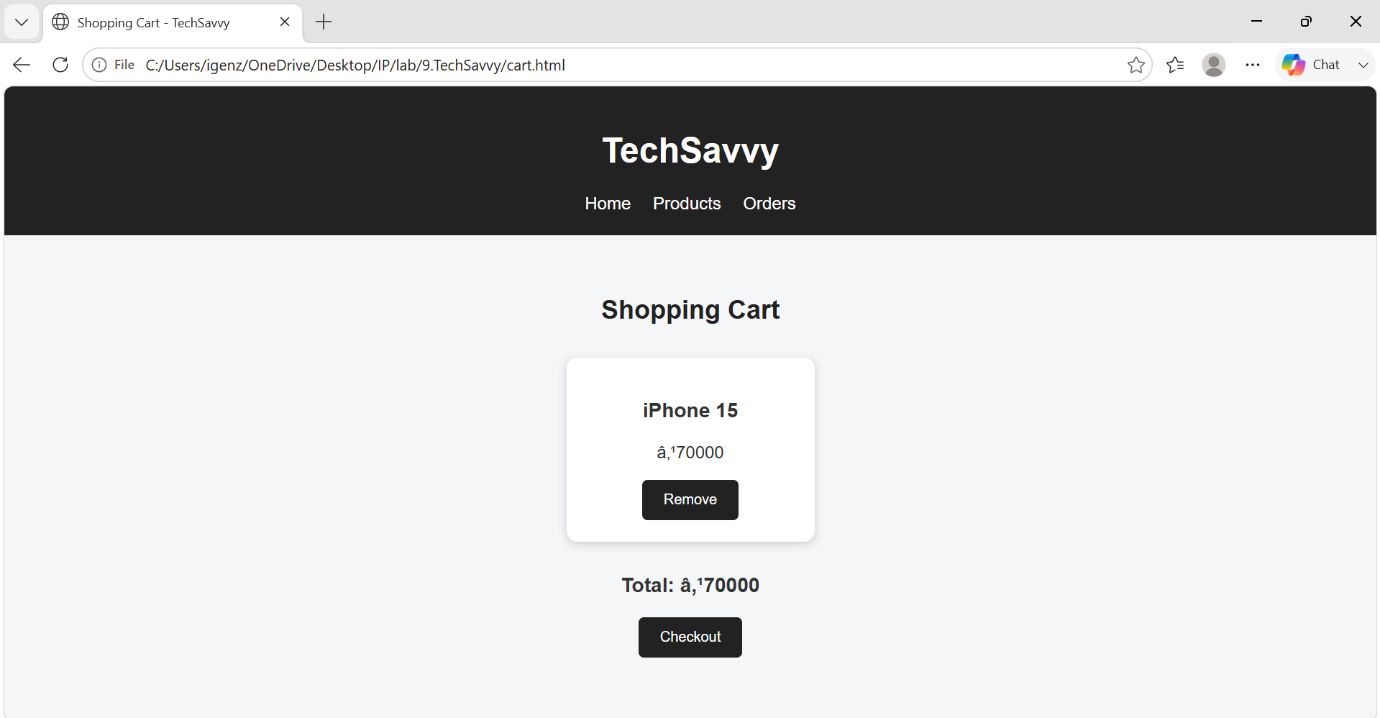 Shopping Cart - TechSavvy
File C:/Users/igenz/OneDrive/Desktop/IP/lab/9.TechSavvy/cart.html
Chat
TechSavvy
Home Products Orders
Shopping Cart
iPhone 15
â‚¹70000
Remove
Total: â‚¹70000
Checkout